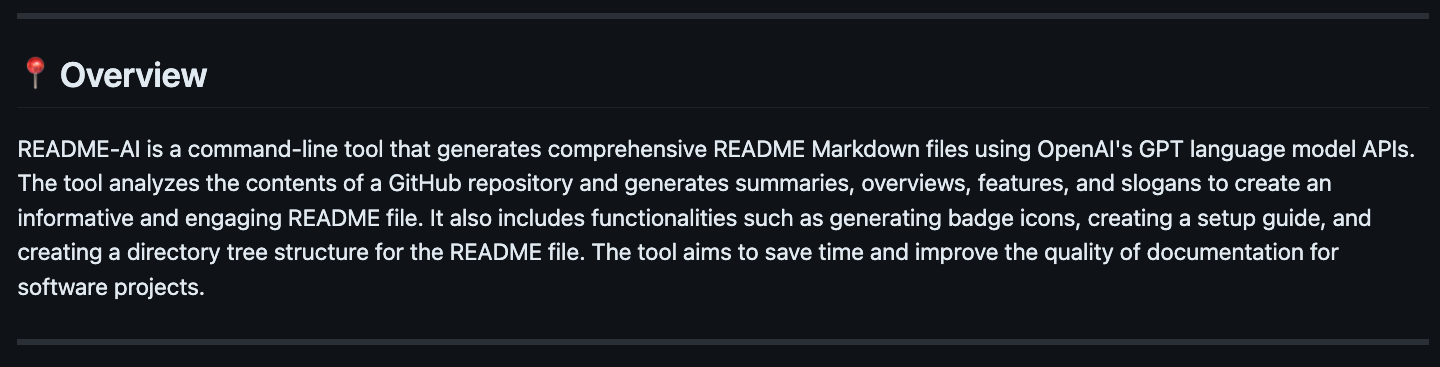 📍 Overview
README-AI is a command-line tool that generates comprehensive README Markdown files using OpenAI's GPT language model APIs.
The tool analyzes the contents of a GitHub repository and generates summaries, overviews, features, and slogans to create an
informative and engaging README file. It also includes functionalities such as generating badge icons, creating a setup guide, and
creating a directory tree structure for the README file. The tool aims to save time and improve the quality of documentation for
software projects.